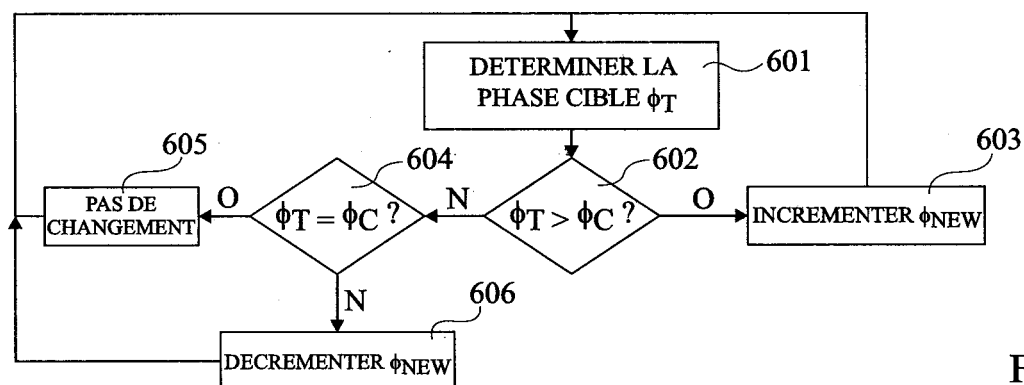 601
DETERMINER LA
PHASE CIBLE ϕT
605
604
602
603
PAS DE
CHANGEMENT
O
ϕT = ϕC ?
N
ϕT > ϕC ?
O
INCREMENTER ϕNEW
N
606
DECREMENTER ϕNEW
F